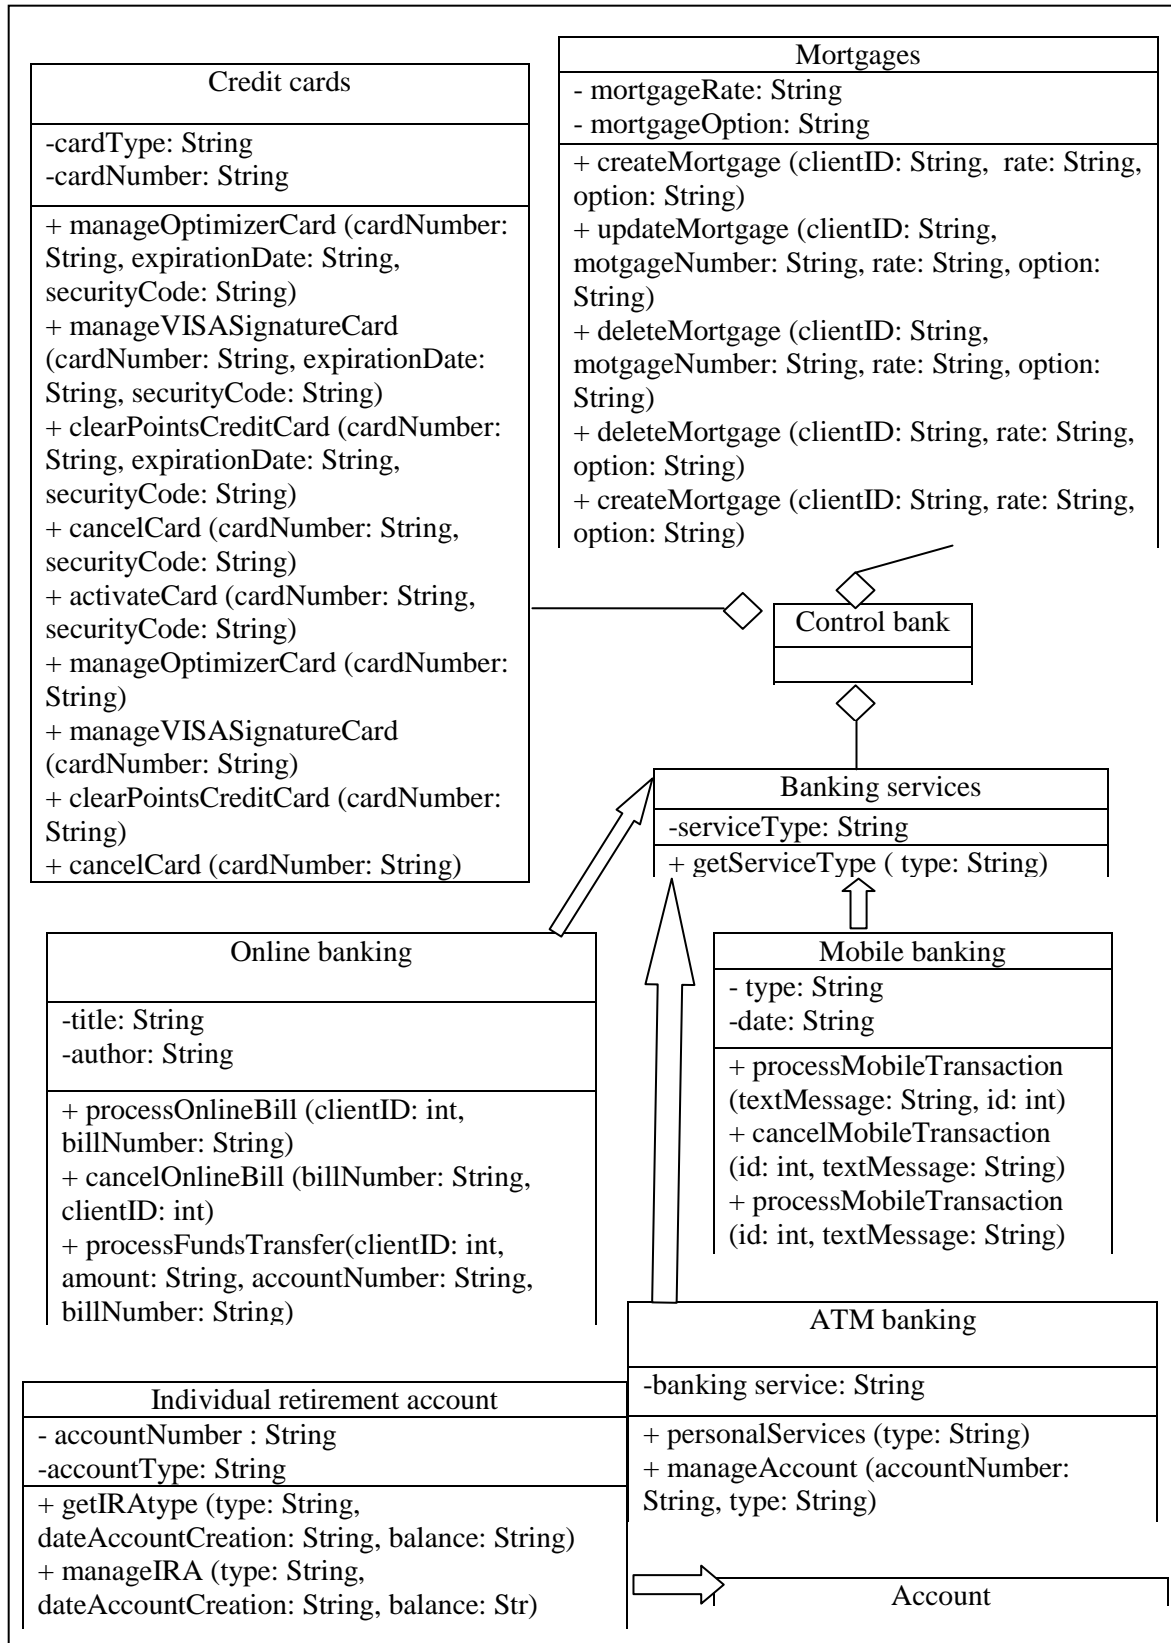 Credit cards
-cardType: String
-cardNumber: String
+ manageOptimizerCard (cardNumber:
String, expirationDate: String,
securityCode: String)
+ manageVISASignatureCard
(cardNumber: String, expirationDate:
String, securityCode: String)
+ clearPointsCreditCard (cardNumber:
String, expirationDate: String,
securityCode: String)
+ cancelCard (cardNumber: String,
securityCode: String)
+ activateCard (cardNumber: String,
securityCode: String)
+ manageOptimizerCard (cardNumber:
String)
+ manageVISASignatureCard
(cardNumber: String)
+ clearPointsCreditCard (cardNumber:
String)
+ cancelCard (cardNumber: String)
Mortgages
- mortgageRate: String
- mortgageOption: String
+ createMortgage (clientID: String, rate: String,
option: String)
+ updateMortgage (clientID: String,
motgageNumber: String, rate: String, option:
String)
+ deleteMortgage (clientID: String,
motgageNumber: String, rate: String, option:
String)
+ deleteMortgage (clientID: String, rate: String,
option: String)
+ createMortgage (clientID: String, rate: String,
option: String)
Control bank
Banking services
-serviceType: String
+ getServiceType ( type: String)
Online banking
-title: String
-author: String
+ processOnlineBill (clientID: int,
billNumber: String)
+ cancelOnlineBill (billNumber: String,
clientID: int)
+ processFundsTransfer(clientID: int,
amount: String, accountNumber: String,
billNumber: String)
Mobile banking
- type: String
-date: String
+ processMobileTransaction
(textMessage: String, id: int)
+ cancelMobileTransaction
(id: int, textMessage: String)
+ processMobileTransaction
(id: int, textMessage: String)
ATM banking
-banking service: String
+ personalServices (type: String)
+ manageAccount (accountNumber:
String, type: String)
Individual retirement account
- accountNumber : String
-accountType: String
+ getIRAtype (type: String,
dateAccountCreation: String, balance: String)
+ manageIRA (type: String,
dateAccountCreation: String, balance: Str)
Account